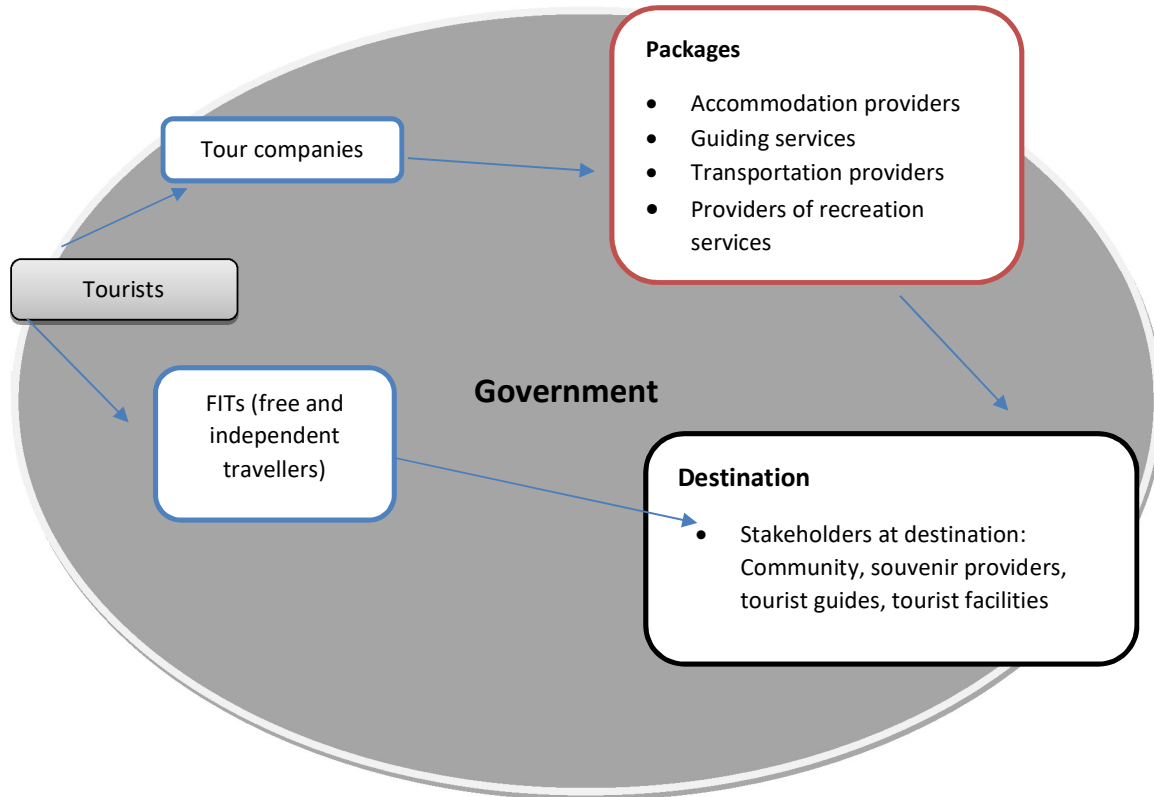 Packages
• Accommodation providers
• Guiding services
• Transportation providers
• Providers of recreation
services
Tour companies
Tourists
Government
FITs (free and
independent
travellers)
Destination
• Stakeholders at destination:
Community, souvenir providers,
tourist guides, tourist facilities